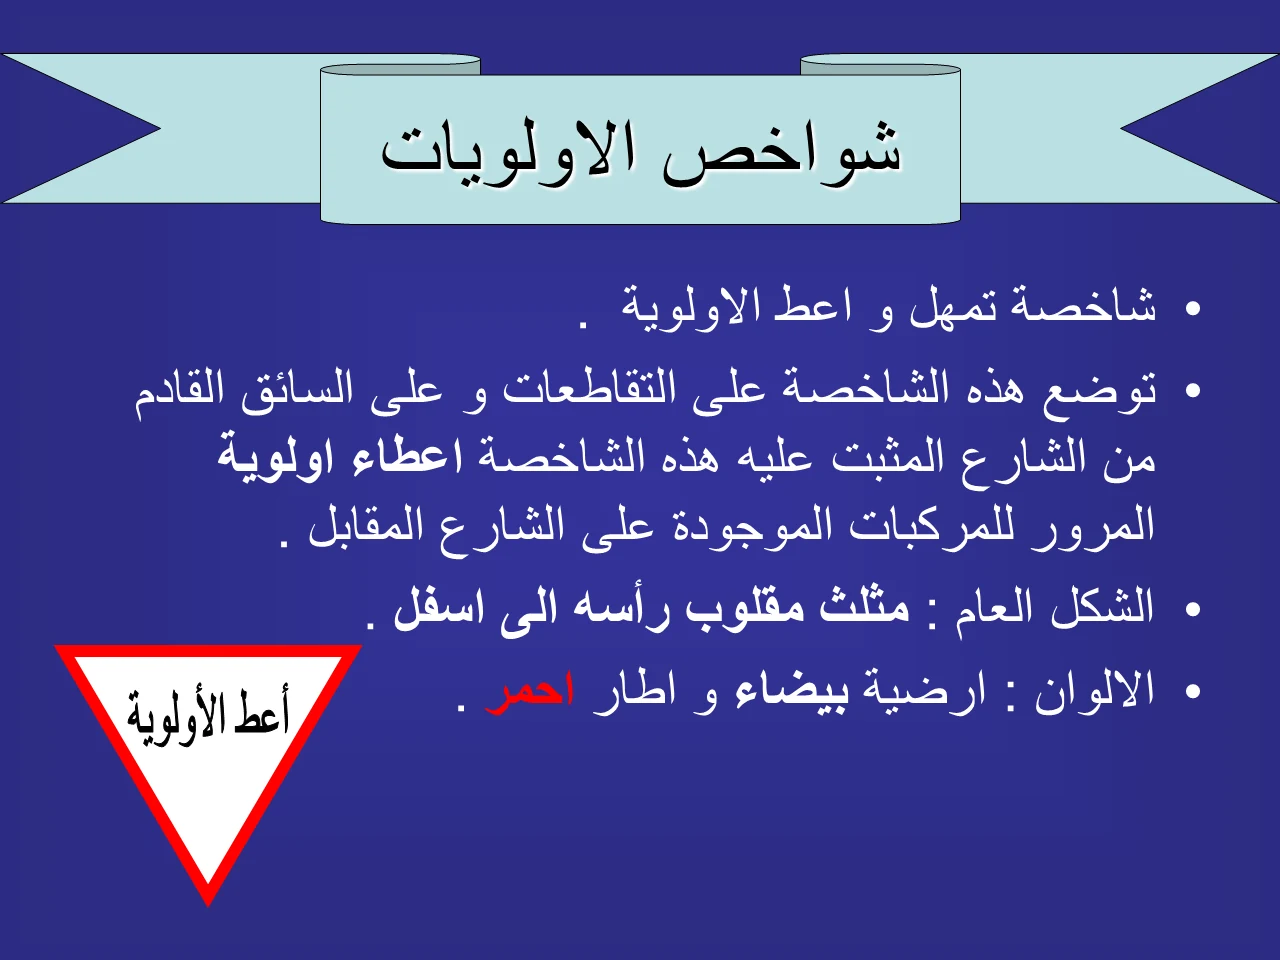 شواخص الاولويات
• شاخصة تمهل و اعط الاولوية .
• توضع هذه الشاخصة على التقاطعات و على السائق القادم
من الشارع المثبت عليه هذه الشاخصة اعطاء اولوية
المرور للمركبات الموجودة على الشارع المقابل .
• الشكل العام : مثلث مقلوب رأسه الى اسفل .
• الالوان : ارضية بيضاء و اطار احمر .
أعط الأولوية